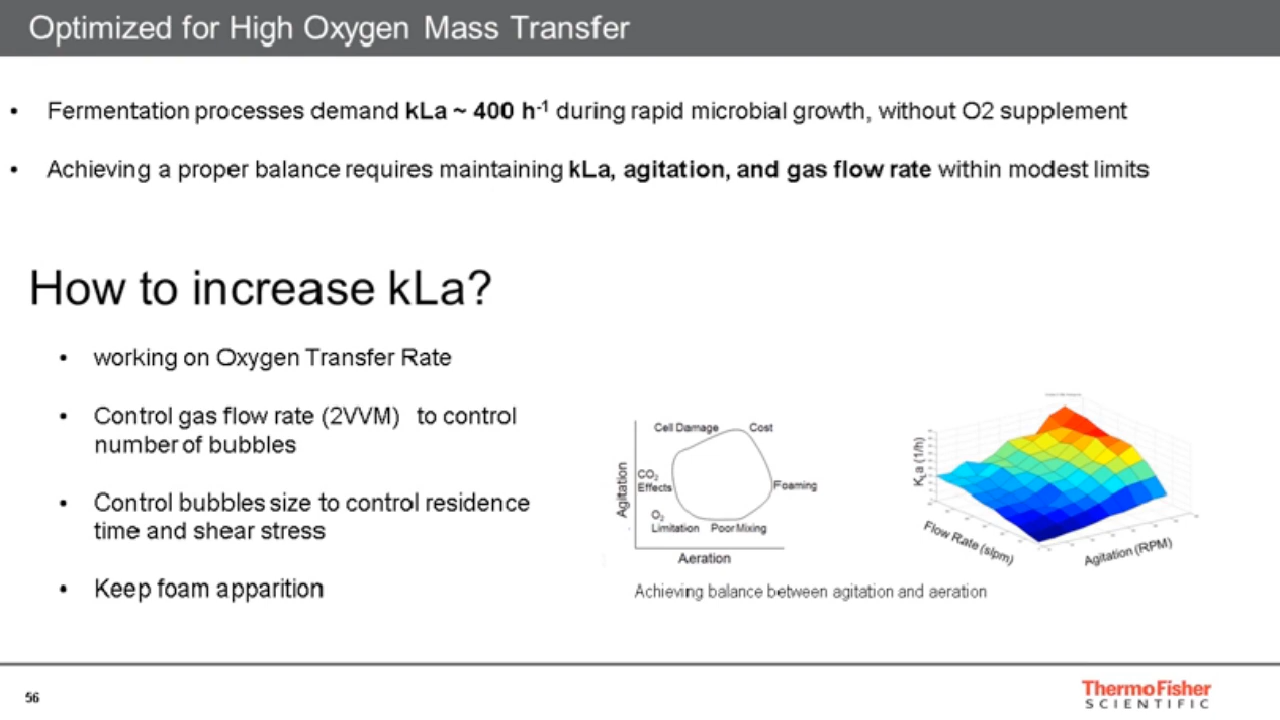 Optimized for High Oxygen Mass Transfer
• Fermentation processes demand kLa ~ 400 h-1 during rapid microbial growth, without O2 supplement
• Achieving a proper balance requires maintaining kLa, agitation, and gas flow rate within modest limits
How to increase kLa?
• working on Oxygen Transfer Rate
• Control gas flow rate (2VVM) to control
number of bubbles
• Control bubbles size to control residence
time and shear stress
• Keep foam apparition
Cell Damage
Cost
CO2
Effects
Foaming
O2
Limitation
Poor Mixing
Agitation
Aeration
Achieving balance between agitation and aeration
KLa (1/h)
Flow Rate (slpm)
Agitation (RPM)
56
ThermoFisher
SCIENTIFIC